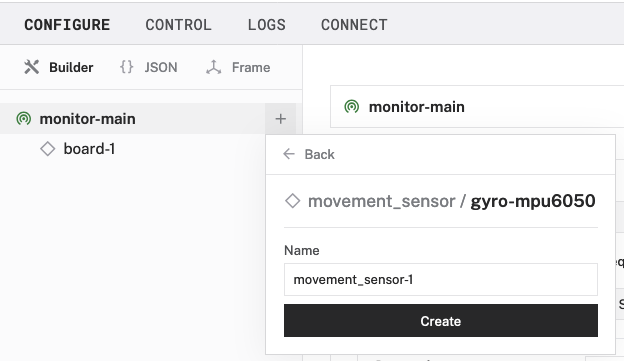 CONFIGURE CONTROL LOGS CONNECT
Builder {} JSON Frame
monitor-main +
board-1
monitor-main
← Back
movement_sensor / gyro-mpu6050
Name
movement_sensor-1
Create